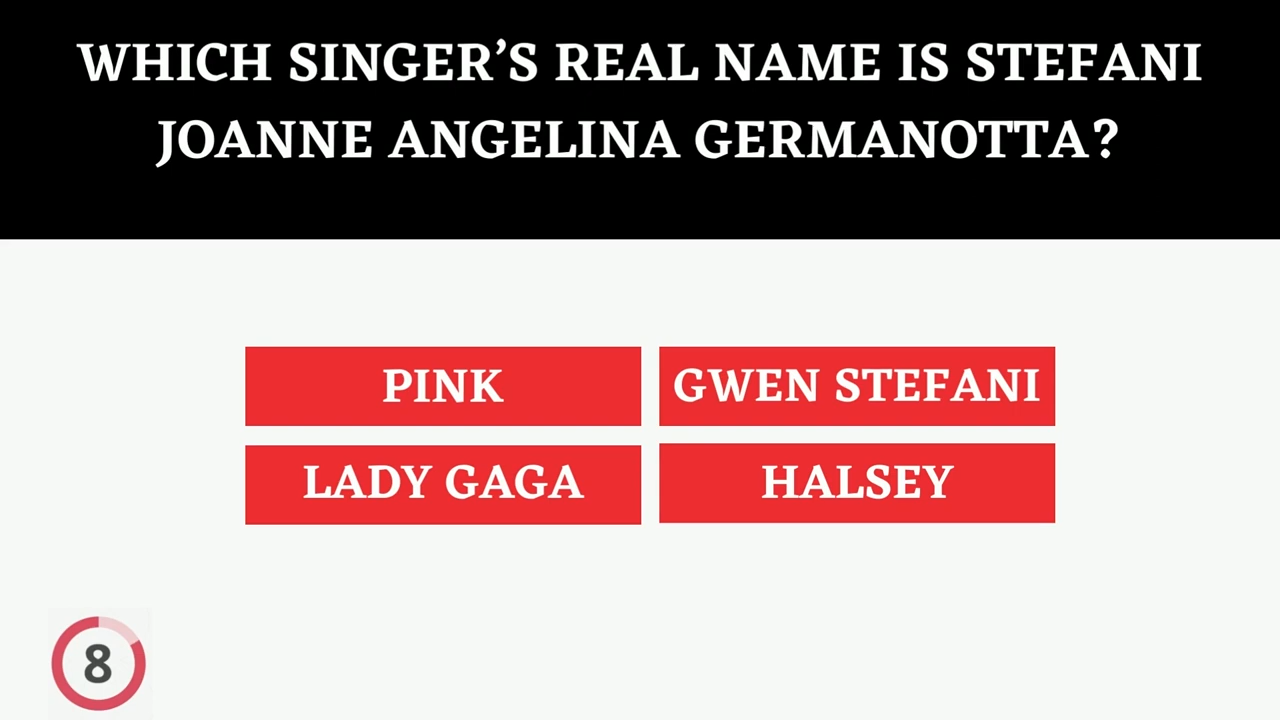 WHICH SINGER’S REAL NAME IS STEFANI
JOANNE ANGELINA GERMANOTTA?
PINK
GWEN STEFANI
LADY GAGA
HALSEY
8